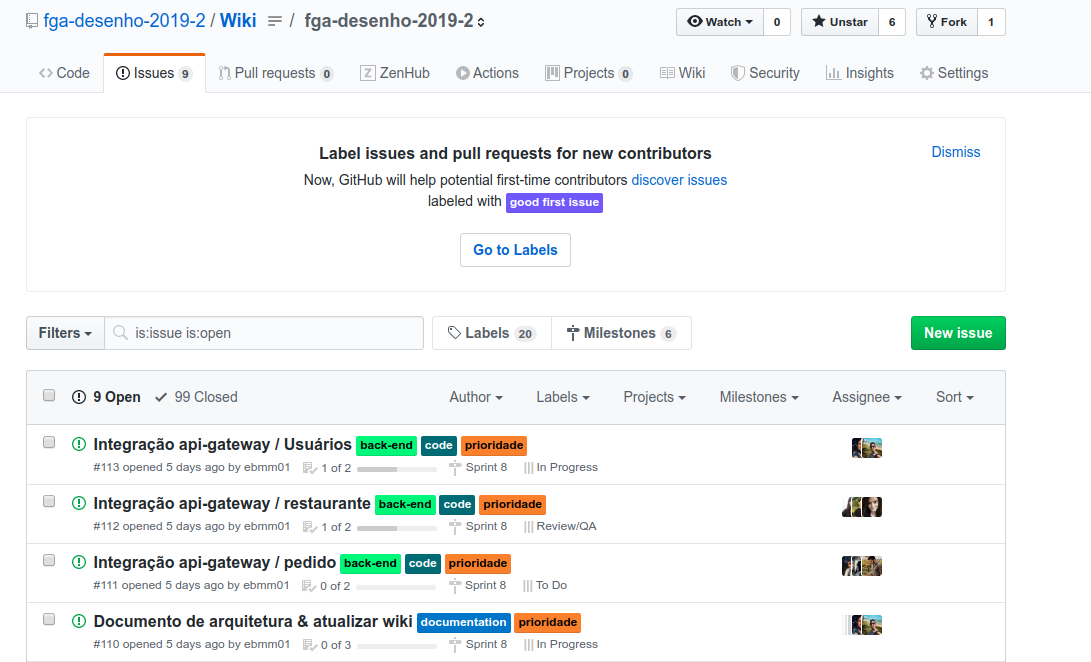 fga-desenho-2019-2 / Wiki / fga-desenho-2019-2 Watch 0 Unstar 6 Fork 1
Code Issues 9 Pull requests 0 Z ZenHub Actions Projects 0 Wiki Security Insights Settings
Label issues and pull requests for new contributors
Dismiss
Now, GitHub will help potential first-time contributors discover issues
labeled with good first issue
Go to Labels
Filters is:issue is:open Labels 20 Milestones 6 New issue
9 Open 99 Closed Author Labels Projects Milestones Assignee Sort
Integração api-gateway / Usuários back-end code prioridade
#113 opened 5 days ago by ebmm01 1 of 2 Sprint 8 In Progress
Integração api-gateway / restaurante back-end code prioridade
#112 opened 5 days ago by ebmm01 1 of 2 Sprint 8 Review/QA
Integração api-gateway / pedido back-end code prioridade
#111 opened 5 days ago by ebmm01 0 of 2 Sprint 8 To Do
Documento de arquitetura & atualizar wiki documentation prioridade
#110 opened 5 days ago by ebmm01 0 of 3 Sprint 8 In Progress